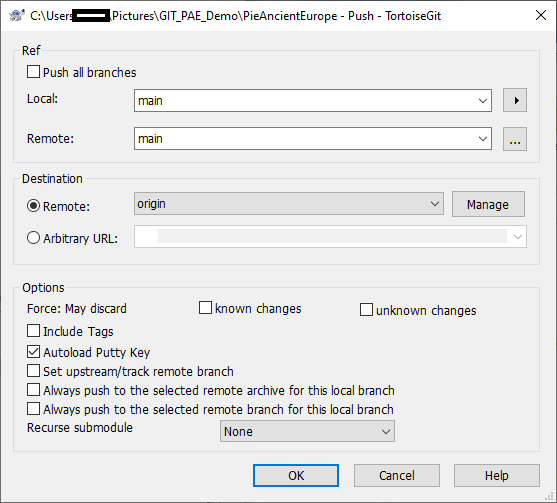 C:\Users\ \Pictures\GIT_PAE_Demo\PieAncientEurope - Push - TortoiseGit
Ref
Push all branches
Local: main
Remote: main ...
Destination
Remote: origin Manage
Arbitrary URL:
Options
Force: May discard known changes unknown changes
Include Tags
Autoload Putty Key
Set upstream/track remote branch
Always push to the selected remote archive for this local branch
Always push to the selected remote branch for this local branch
Recurse submodule None
OK Cancel Help